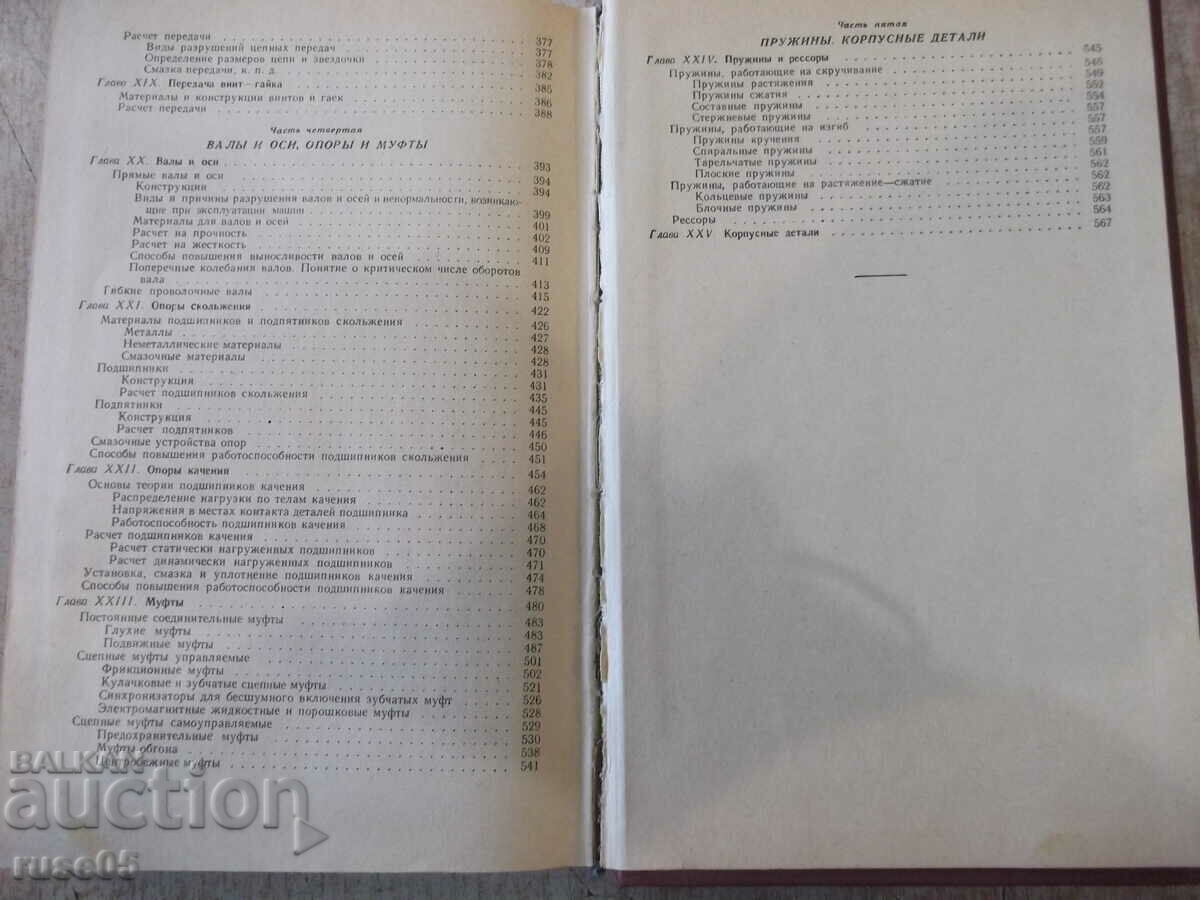 Расчет передачи 377
Виды разрушений цепных передач 377
Определение размеров цепи и звездочки 378
Смазка передачи, к. п. д. 382
Глава XIX. Передача винт—гайка 385
Материалы и конструкции винтов и гаек 386
Расчет передачи 388
Часть четвертая
ВАЛЫ И ОСИ, ОПОРЫ И МУФТЫ
Глава XX. Валы и оси 393
Прямые валы и оси 394
Конструкции 394
Виды и причины разрушения валов и осей и ненормальности, возникаю-
щие при эксплуатации машин 399
Материалы для валов и осей 401
Расчет на прочность 402
Расчет на жесткость 409
Способы повышения выносливости валов и осей 411
Поперечные колебания валов. Понятие о критическом числе оборотов
вала 413
Гибкие проволочные валы 415
Глава XXI. Опоры скольжения 422
Материалы подшипников и подпятников скольжения 426
Металлы 427
Неметаллические материалы 428
Смазочные материалы 428
Подшипники 431
Конструкция 431
Расчет подшипников скольжения 435
Подпятники 445
Конструкция 445
Расчет подпятников 446
Смазочные устройства опор 450
Способы повышения работоспособности подшипников скольжения 451
Глава XXII. Опоры качения 454
Основы теории подшипников качения 462
Распределение нагрузки по телам качения 462
Напряжения в местах контакта деталей подшипника 464
Работоспособность подшипников качения 468
Расчет подшипников качения 470
Расчет статически нагруженных подшипников 470
Расчет динамически нагруженных подшипников 471
Установка, смазка и уплотнение подшипников качения 474
Способы повышения работоспособности подшипников качения 478
Глава XXIII. Муфты 480
Постоянные соединительные муфты 483
Глухие муфты 483
Подвижные муфты 487
Сцепные муфты управляемые 501
Фрикционные муфты 502
Кулачковые и зубчатые сцепные муфты 521
Синхронизаторы для бесшумного включения зубчатых муфт 526
Электромагнитные жидкостные и порошковые муфты 528
Сцепные муфты самоуправляемые 529
Предохранительные муфты 530
Муфты обгона 538
Центробежные муфты 541
Часть пятая
ПРУЖИНЫ. КОРПУСНЫЕ ДЕТАЛИ
Глава XXIV. Пружины и рессоры 545
Пружины, работающие на скручивание 545
Пружины растяжения 549
Пружины сжатия 552
Составные пружины 554
Стержневые пружины 557
Пружины, работающие на изгиб 557
Пружины кручения 557
Спиральные пружины 559
Тарельчатые пружины 561
Плоские пружины 562
Пружины, работающие на растяжение—сжатие 562
Кольцевые пружины 562
Блочные пружины 563
Рессоры 564
Глава XXV Корпусные детали 567
BALKAN
auction
ruse05